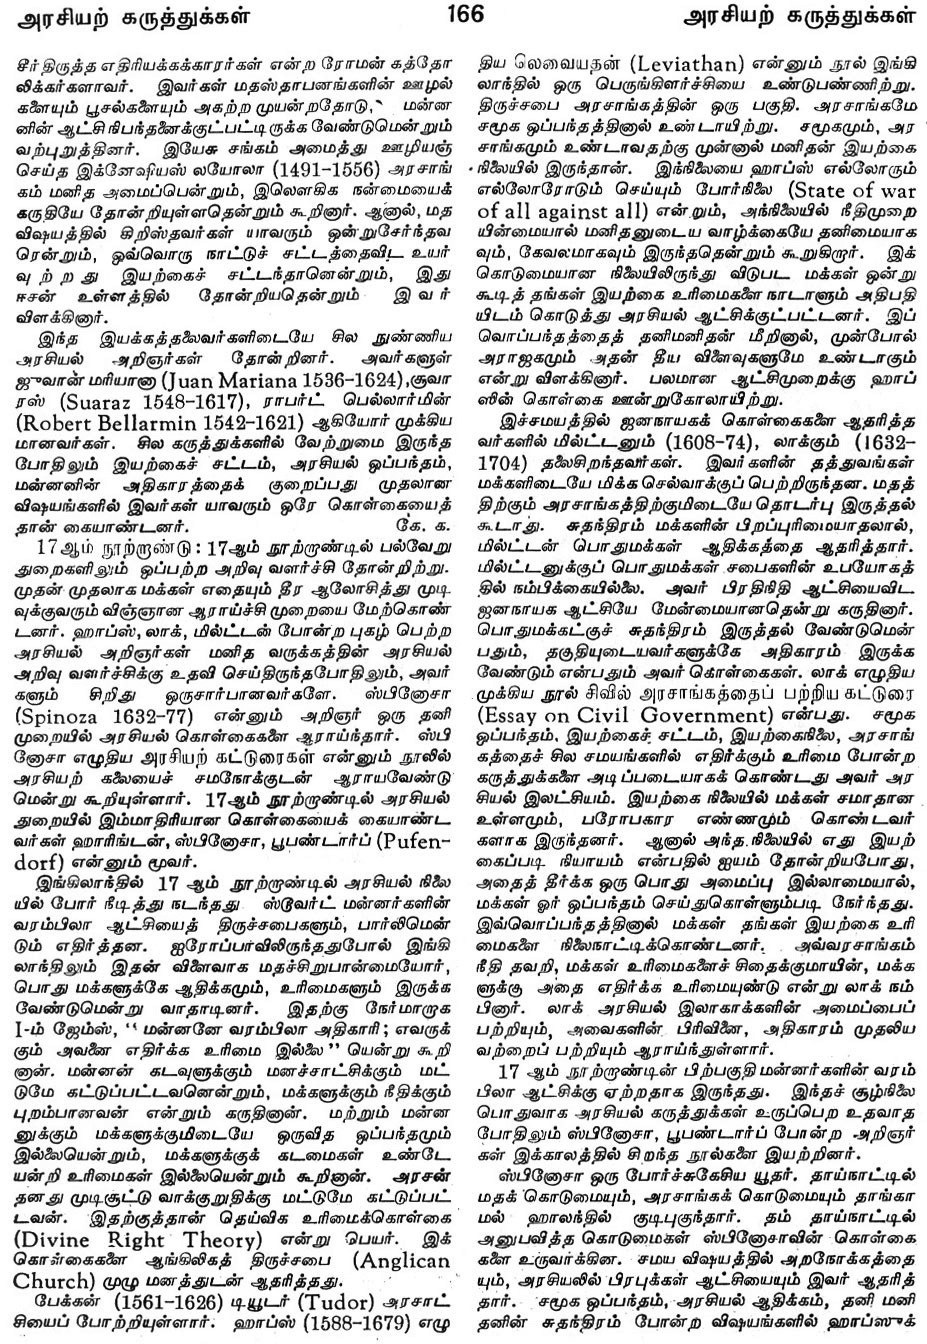 அரசியற் கருத்துக்கள்
166
அரசியற் கருத்துக்கள்
சீர்திருத்த எதிரியக்கக்காரர்கள் என்ற ரோமன் கத்தோ
லிக்கர்களாவர். இவர்கள் மதஸ்தாபனங்களின் ஊழல்
களையும் பூசல்களையும் அகற்ற முயன்றதோடு, மன்ன
னின் ஆட்சி நிபந்தனைக்குட்பட்டிருக்க வேண்டுமென்றும்
வற்புறுத்தினர். இயேசு சங்கம் அமைத்து ஊழியஞ்
செய்த இக்னேஷியஸ் லயோலா (1491-1556) அரசாங்
கம் மனித அமைப்பென்றும், இலௌகிக நன்மையைக்
கருதியே தோன்றியுள்ளதென்றும் கூறினார். ஆனால், மத
விஷயத்தில் கிறிஸ்தவர்கள் யாவரும் ஒன்றுசேர்ந்தவ
ரென்றும், ஒவ்வொரு நாட்டுச் சட்டத்தைவிட உயர்
வு ற் ற து இயற்கைச் சட்டந்தானென்றும், இது
ஈசன் உள்ளத்தில் தோன்றியதென்றும் இ வ ர்
விளக்கினார்.
இந்த இயக்கத்தலைவர்களிடையே சில நுண்ணிய
அரசியல் அறிஞர்கள் தோன்றினர். அவர்களுள்
ஜுவான் மரியானா (Juan Mariana 1536-1624),சூவா
ரஸ் (Suaraz 1548-1617), ராபர்ட் பெல்லார்மின்
(Robert Bellarmin 1542-1621) ஆகியோர் முக்கிய
மானவர்கள். சில கருத்துக்களில் வேற்றுமை இருந்த
போதிலும் இயற்கைச் சட்டம், அரசியல் ஒப்பந்தம்,
மன்னனின் அதிகாரத்தைக் குறைப்பது முதலான
விஷயங்களில் இவர்கள் யாவரும் ஒரே கொள்கையைத்
தான் கையாண்டனர். கே. க.
17ஆம் நூற்றாண்டு : 17ஆம் நூற்றாண்டில் பல்வேறு
துறைகளிலும் ஒப்பற்ற அறிவு வளர்ச்சி தோன்றிற்று.
முதன் முதலாக மக்கள் எதையும் தீர ஆலோசித்து முடி
வுக்குவரும் விஞ்ஞான ஆராய்ச்சி முறையை மேற்கொண்
டனர். ஹாப்ஸ், லாக், மில்ட்டன் போன்ற புகழ் பெற்ற
அரசியல் அறிஞர்கள் மனித வருக்கத்தின் அரசியல்
அறிவு வளர்ச்சிக்கு உதவி செய்திருந்தபோதிலும், அவர்
களும் சிறிது ஒருசார்பானவர்களே. ஸ்பினோசா
(Spinoza 1632-77) என்னும் அறிஞர் ஒரு தனி
முறையில் அரசியல் கொள்கைகளை ஆராய்ந்தார். ஸ்பி
னோசா எழுதிய அரசியற் கட்டுரைகள் என்னும் நூலில்
அரசியற் கலையைச் சமநோக்குடன் ஆராயவேண்டு
மென்று கூறியுள்ளார். 17ஆம் நூற்றாண்டில் அரசியல்
துறையில் இம்மாதிரியான கொள்கையைக் கையாண்ட
வர்கள் ஹாரிங்டன், ஸ்பினோசா, பூபண்டார்ப் (Pufen-
dorf) என்னும் மூவர்.
இங்கிலாந்தில் 17 ஆம் நூற்றாண்டில் அரசியல் நிலை
யில் போர் நீடித்து நடந்தது ஸ்டூவர்ட் மன்னர்களின்
வரம்பிலா ஆட்சியைத் திருச்சபைகளும், பார்லிமென்
டும் எதிர்த்தன. ஐரோப்பாவிலிருந்ததுபோல் இங்கி
லாந்திலும் இதன் விளைவாக மதச்சிறுபான்மையோர்,
பொது மக்களுக்கே ஆதிக்கமும், உரிமைகளும் இருக்க
வேண்டுமென்று வாதாடினர். இதற்கு நேர்மாறாக
I-ம் ஜேம்ஸ், “ மன்னனே வரம்பிலா அதிகாரி ; எவருக்
கும் அவனை எதிர்க்க உரிமை இல்லை ” யென்று கூறி
னான். மன்னன் கடவுளுக்கும் மனச்சாட்சிக்கும் மட்
டுமே கட்டுப்பட்டவனென்றும், மக்களுக்கும் நீதிக்கும்
புறம்பானவன் என்றும் கருதினான். மற்றும் மன்ன
னுக்கும் மக்களுக்குமிடையே ஒருவித ஒப்பந்தமும்
இல்லையென்றும், மக்களுக்குக் கடமைகள் உண்டே
யன்றி உரிமைகள் இல்லையென்றும் கூறினான். அரசன்
தனது முடிசூட்டு வாக்குறுதிக்கு மட்டுமே கட்டுப்பட்
டவன். இதற்குத்தான் தெய்விக உரிமைக்கொள்கை
(Divine Right Theory) என்று பெயர். இக்
கொள்கைகளை ஆங்கிலிகத் திருச்சபை (Anglican
Church) முழு மனத்துடன் ஆதரித்தது.
பேக்கன் (1561-1626) டியூடர் (Tudor) அரசாட்
சியைப் போற்றியுள்ளார். ஹாப்ஸ் (1588-1679) எழு
திய லெவையதன் (Leviathan) என்னும் நூல் இங்கி
லாந்தில் ஒரு பெருங்கிளர்ச்சியை உண்டுபண்ணிற்று.
திருச்சபை அரசாங்கத்தின் ஒரு பகுதி. அரசாங்கமே
சமூக ஒப்பந்தத்தினால் உண்டாயிற்று. சமூகமும், அர
சாங்கமும் உண்டாவதற்கு முன்னால் மனிதன் இயற்கை
நிலையில் இருந்தான். இந்நிலையை ஹாப்ஸ் எல்லோரும்
எல்லோரோடும் செய்யும் போர்நிலை (State of war
of all against all) என்றும், அந்நிலையில் நீதிமுறை
யின்மையால் மனிதனுடைய வாழ்க்கையே தனிமையாக
வும், கேவலமாகவும் இருந்ததென்றும் கூறுகிறார். இக்
கொடுமையான நிலையிலிருந்து விடுபட மக்கள் ஒன்று
கூடித் தங்கள் இயற்கை உரிமைகளை நாடாளும் அதிபதி
யிடம் கொடுத்து அரசியல் ஆட்சிக்குட்பட்டனர். இப்
வொப்பந்தத்தைத் தனிமனிதன் மீறினால், முன்போல்
அராஜகமும் அதன் தீய விளைவுகளுமே உண்டாகும்
என்று விளக்கினார். பலமான ஆட்சிமுறைக்கு ஹாப்
ஸின் கொள்கை ஊன்றுகோலாயிற்று.
இச்சமயத்தில் ஜனநாயகக் கொள்கைகளை ஆதரித்த
வர்களில் மில்ட்டனும் (1608-74), லாக்கும் (1632-
1704) தலைசிறந்தவர்கள். இவர்களின் தத்துவங்கள்
மக்களிடையே மிக்க செல்வாக்குப் பெற்றிருந்தன. மதத்
திற்கும் அரசாங்கத்திற்குமிடையே தொடர்பு இருத்தல்
கூடாது. சுதந்திரம் மக்களின் பிறப்புரிமையாதலால்,
மில்ட்டன் பொதுமக்கள் ஆதிக்கத்தை ஆதரித்தார்.
மில்ட்டனுக்குப் பொதுமக்கள் சபைகளின் உபயோகத்
தில் நம்பிக்கையில்லை. அவர் பிரதிநிதி ஆட்சியைவிட
ஜனநாயக ஆட்சியே மேன்மையானதென்று கருதினார்.
பொதுமக்கட்குச் சுதந்திரம் இருத்தல் வேண்டுமென்
பதும், தகுதியுடையவர்களுக்கே அதிகாரம் இருக்க
வேண்டும் என்பதும் அவர் கொள்கைகள். லாக் எழுதிய
முக்கிய நூல் சிவில் அரசாங்கத்தைப் பற்றிய கட்டுரை
(Essay on Civil Government) என்பது. சமூக
ஒப்பந்தம், இயற்கைச் சட்டம், இயற்கைநிலை, அரசாங்
கத்தைச் சில சமயங்களில் எதிர்க்கும் உரிமை போன்ற
கருத்துக்களை அடிப்படையாகக் கொண்டது அவர் அர
சியல் இலட்சியம். இயற்கை நிலையில் மக்கள் சமாதான
உள்ளமும், பரோபகார எண்ணமும் கொண்டவர்
களாக இருந்தனர். ஆனால் அந்த நிலையில் எது இயற்
கைப்படி நியாயம் என்பதில் ஐயம் தோன்றியபோது,
அதைத் தீர்க்க ஒரு பொது அமைப்பு இல்லாமையால்,
மக்கள் ஓர் ஒப்பந்தம் செய்துகொள்ளும்படி நேர்ந்தது.
இவ்வொப்பந்தத்தினால் மக்கள் தங்கள் இயற்கை உரி
மைகளை நிலைநாட்டிக்கொண்டனர். அவ்வரசாங்கம்
நீதி தவறி, மக்கள் உரிமைகளைச் சிதைக்குமாயின், மக்க
ளுக்கு அதை எதிர்க்க உரிமையுண்டு என்று லாக் நம்
பினார். லாக் அரசியல் இலாகாக்களின் அமைப்பைப்
பற்றியும், அவைகளின் பிரிவினை, அதிகாரம் முதலிய
வற்றைப் பற்றியும் ஆராய்ந்துள்ளார்.
17 ஆம் நூற்றாண்டின் பிற்பகுதி மன்னர்களின் வரம்
பிலா ஆட்சிக்கு ஏற்றதாக இருந்தது. இந்தச் சூழ்நிலை
பொதுவாக அரசியல் கருத்துக்கள் உருப்பெற உதவாத
போதிலும் ஸ்பினோசா, பூபண்டார்ப் போன்ற அறிஞர்
கள் இக்காலத்தில் சிறந்த நூல்களை இயற்றினர்.
ஸ்பினோசா ஒரு போர்ச்சுகேசிய யூதர். தாய்நாட்டில்
மதக் கொடுமையும், அரசாங்கக் கொடுமையும் தாங்கா
மல் ஹாலந்தில் குடிபுகுந்தார். தம் தாய்நாட்டில்
அனுபவித்த கொடுமைகள் ஸ்பினோசாவின் கொள்கை
களை உருவாக்கின. சமய விஷயத்தில் அறநோக்கத்தை
யும், அரசியலில் பிரபுக்கள் ஆட்சியையும் இவர் ஆதரித்
தார். சமூக ஒப்பந்தம், அரசியல் ஆதிக்கம், தனி மனி
தனின் சுதந்திரம் போன்ற விஷயங்களில் ஹாப்ஸுக்